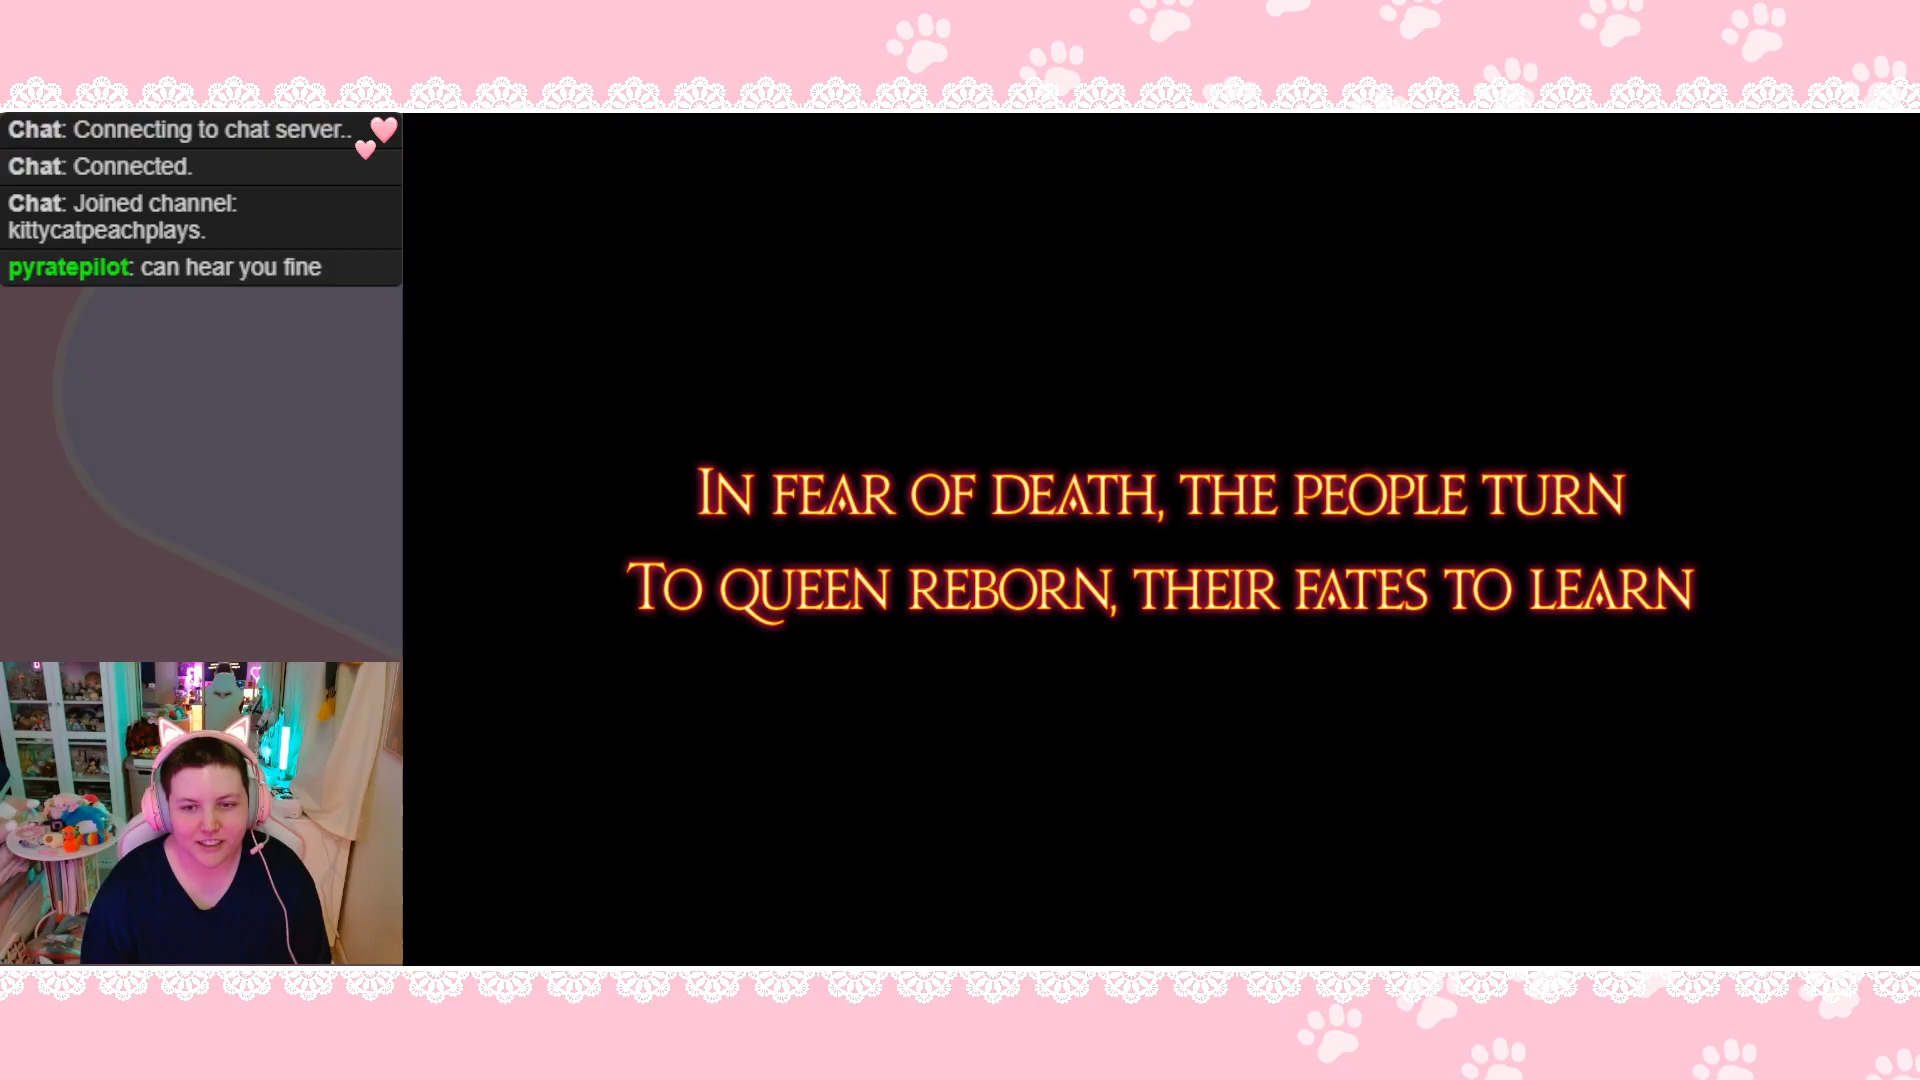 Chat: Connecting to chat server..
Chat: Connected.
Chat: Joined channel:
kittycatpeachplays.
pyratepilot: can hear you fine
In fear of death, the people turn
To queen reborn, their fates to learn